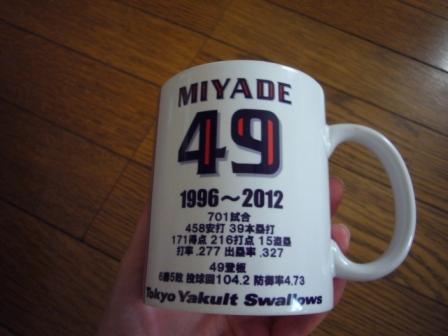 MIYADE
49
1996～2012
701試合
458安打 39本塁打
171得点 216打点 15盗塁
打率 .277 出塁率 .327
49登板
6勝5敗 投球回104.2 防御率4.73
Tokyo Yakult Swallows